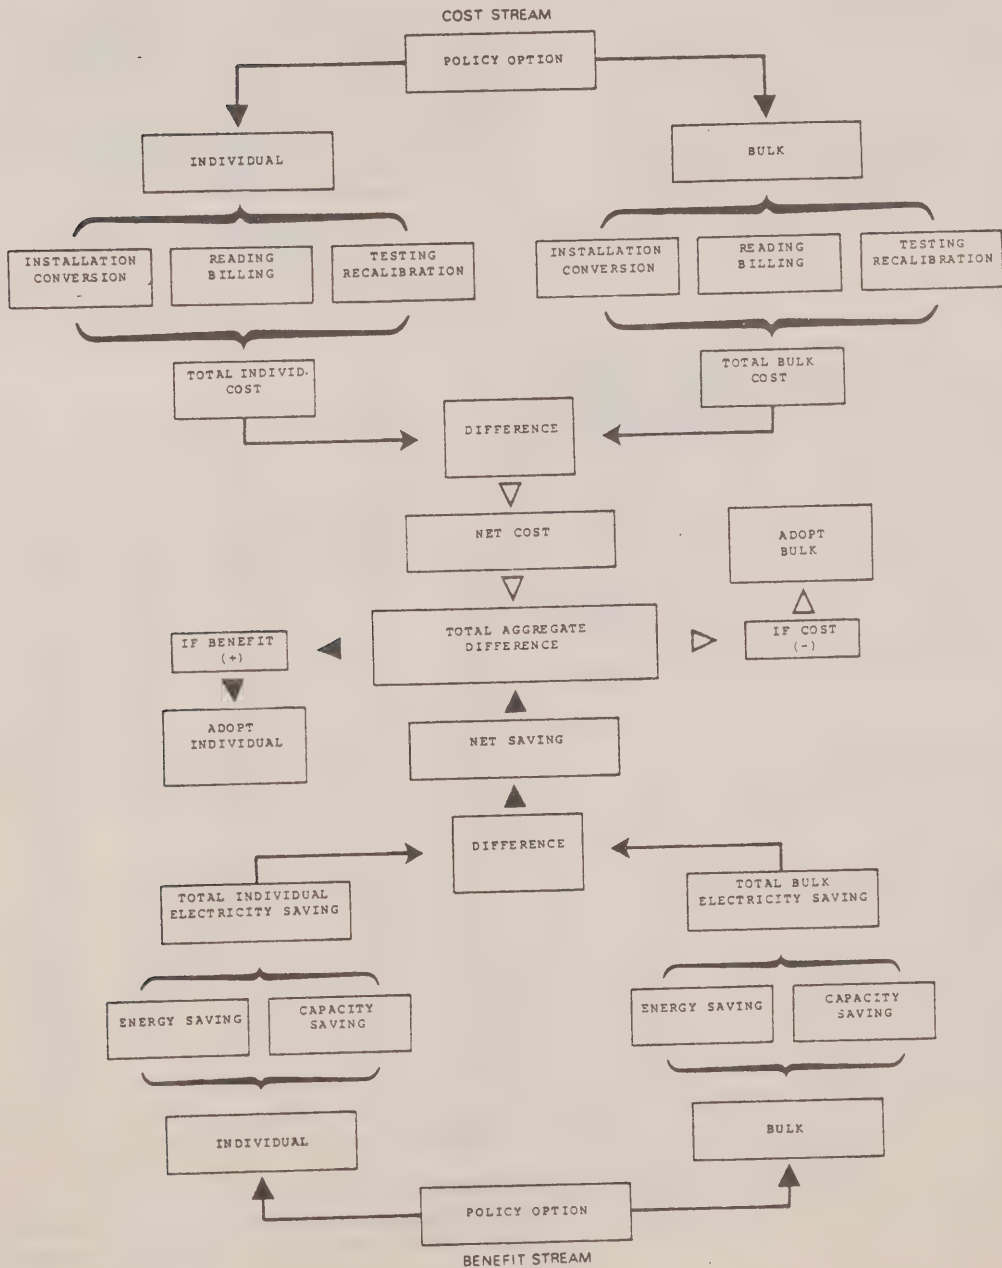 COST STREAM
POLICY OPTION
INDIVIDUAL
BULK
INSTALLATION
CONVERSION
READING
BILLING
TESTING
RECALIBRATION
INSTALLATION
CONVERSION
READING
BILLING
TESTING
RECALIBRATION
TOTAL INDIVID.
COST
TOTAL BULK
COST
DIFFERENCE
NET COST
ADOPT
BULK
IF BENEFIT
(+)
TOTAL AGGREGATE
DIFFERENCE
IF COST
(-)
ADOPT
INDIVIDUAL
NET SAVING
DIFFERENCE
TOTAL INDIVIDUAL
ELECTRICITY SAVING
TOTAL BULK
ELECTRICITY SAVING
ENERGY SAVING
CAPACITY
SAVING
ENERGY SAVING
CAPACITY
SAVING
INDIVIDUAL
BULK
POLICY OPTION
BENEFIT STREAM